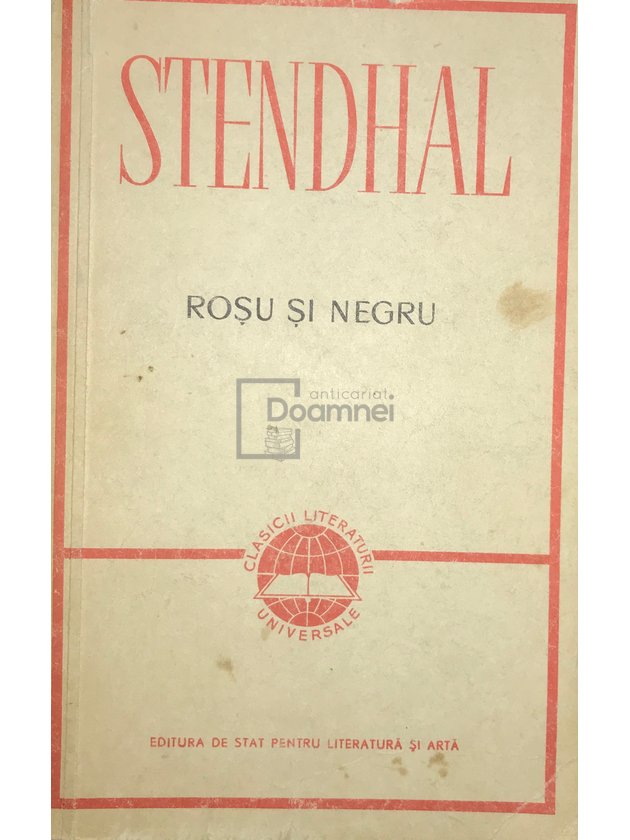 STENDHAL
ROȘU ȘI NEGRU
anticariat
Doamnei
CLASICII LITERATURII
UNIVERSALE
EDITURA DE STAT PENTRU LITERATURĂ ȘI ARTĂ